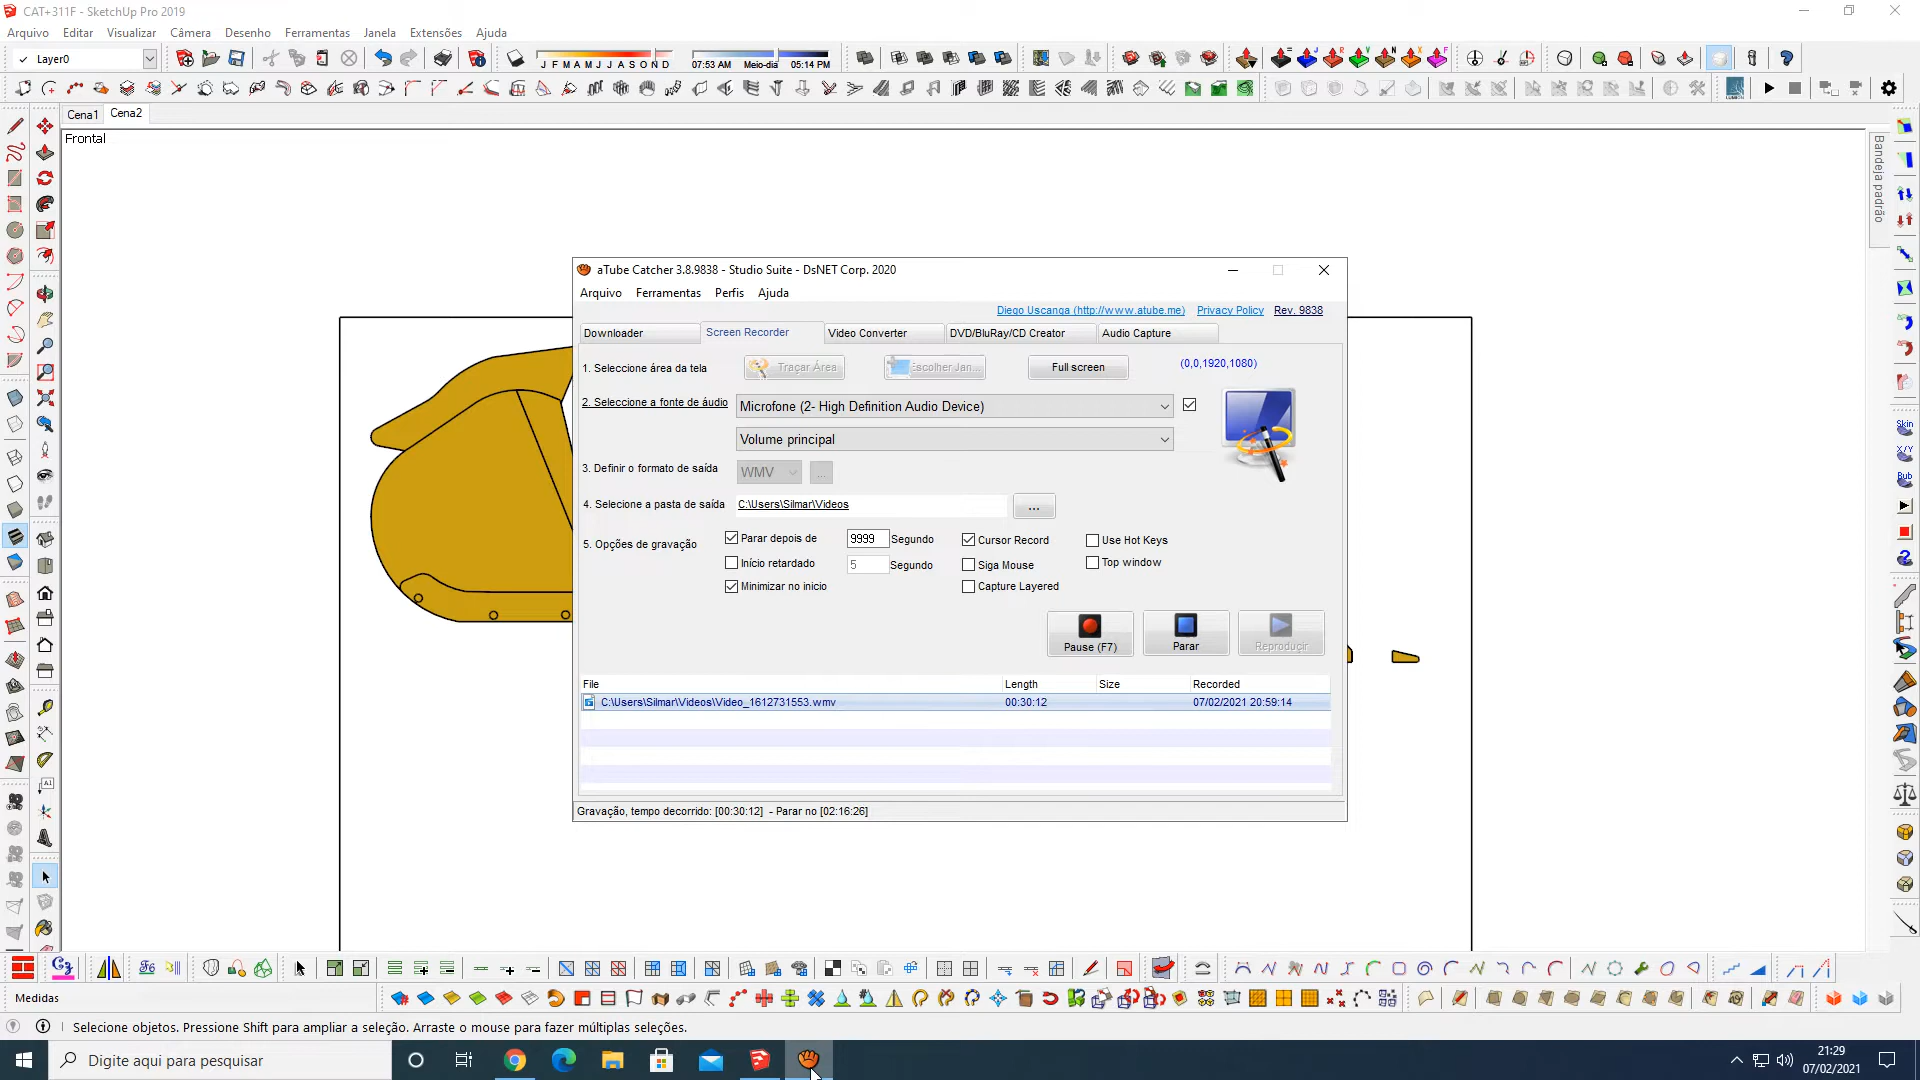 CAT+311F - SketchUp Pro 2019
Arquivo Editar Visualizar Câmera Desenho Ferramentas Janela Extensões Ajuda
Layer0
J F M A M J J A S O N D
07:53 AM Meio-dia 05:14 PM
Cena1 Cena2
Frontal
Bandeja padrão
aTube Catcher 3.8.9838 - Studio Suite - DsNET Corp. 2020
Arquivo Ferramentas Perfis Ajuda
Diego Uscanga (http://www.atube.me) Privacy Policy Rev. 9838
Downloader Screen Recorder Video Converter DVD/BluRay/CD Creator Audio Capture
1. Seleccione área da tela Traçar Área Escolher Jan... Full screen (0,0,1920,1080)
2. Seleccione a fonte de áudio Microfone (2- High Definition Audio Device)
Volume principal
3. Definir o formato de saída WMV ...
4. Selecione a pasta de saída C:\Users\Silmar\Videos ...
5. Opções de gravação
Parar depois de 9999 Segundo Cursor Record Use Hot Keys
Início retardado 5 Segundo Siga Mouse Top window
Minimizar no inicio Capture Layered
Pause (F7) Parar Reproduçir
File Length Size Recorded
C:\Users\Silmar\Videos\Video_1612731553.wmv 00:30:12 07/02/2021 20:59:14
Gravação, tempo decorrido: [00:30:12] - Parar no [02:16:26]
Skin
X/Y
Bub
Medidas
Selecione objetos. Pressione Shift para ampliar a seleção. Arraste o mouse para fazer múltiplas seleções.
Digite aqui para pesquisar
21:29
07/02/2021